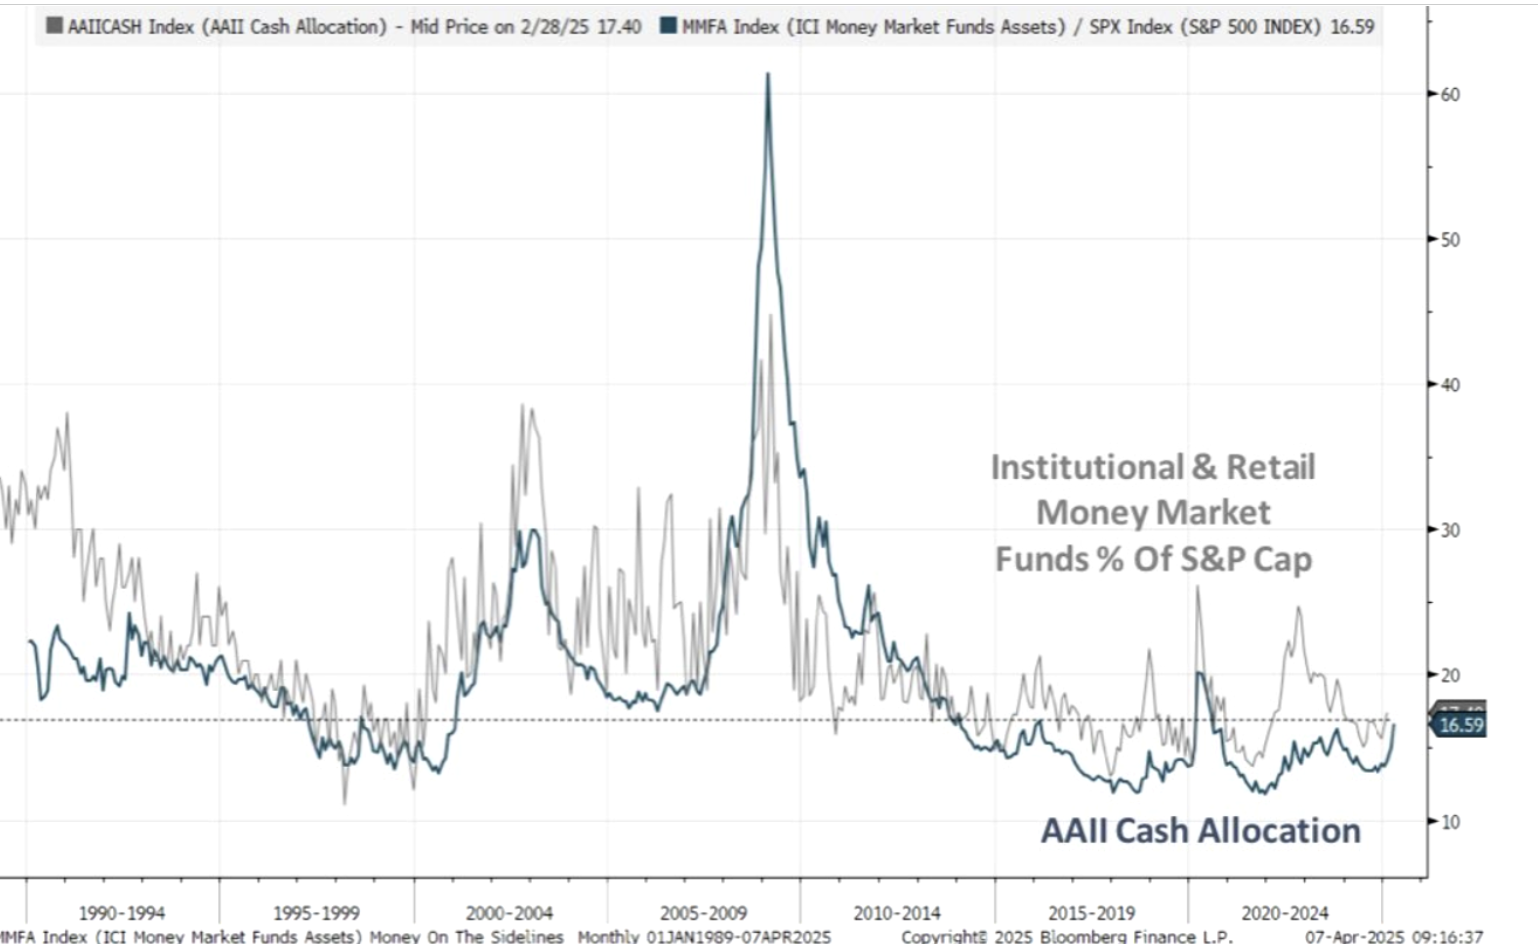 AAIICASH Index (AAII Cash Allocation) - Mid Price on 2/28/25 17.40 MMFA Index (ICI Money Market Funds Assets) / SPX Index (S&P 500 INDEX) 16.59
60
50
40
Institutional & Retail
Money Market
30
Funds % Of S&P Cap
20
17.40
16.59
AAII Cash Allocation
10
1990-1994 1995-1999 2000-2004 2005-2009 2010-2014 2015-2019 2020-2024
MMFA Index (ICI Money Market Funds Assets) Money On The Sidelines Monthly 01JAN1989-07APR2025 Copyright© 2025 Bloomberg Finance L.P. 07-Apr-2025 09:16:37